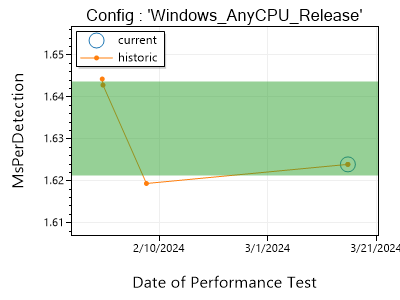 Config : 'Windows_AnyCPU_Release'
current
historic
1.65
1.64
1.63
1.62
1.61
MsPerDetection
2/10/2024
3/1/2024
3/21/2024
Date of Performance Test